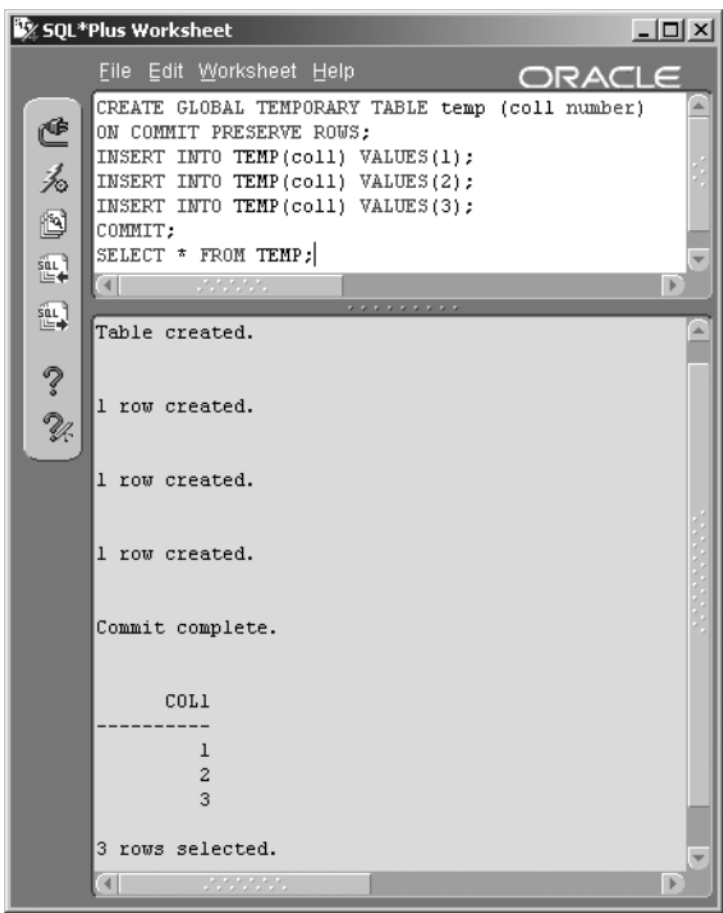 SQL*Plus Worksheet
File Edit Worksheet Help
ORACLE
CREATE GLOBAL TEMPORARY TABLE temp (col1 number)
ON COMMIT PRESERVE ROWS;
INSERT INTO TEMP(col1) VALUES(1);
INSERT INTO TEMP(col1) VALUES(2);
INSERT INTO TEMP(col1) VALUES(3);
COMMIT;
SELECT * FROM TEMP;
SQL
SQL
Table created.
1 row created.
1 row created.
1 row created.
Commit complete.
COL1
----------
1
2
3
3 rows selected.